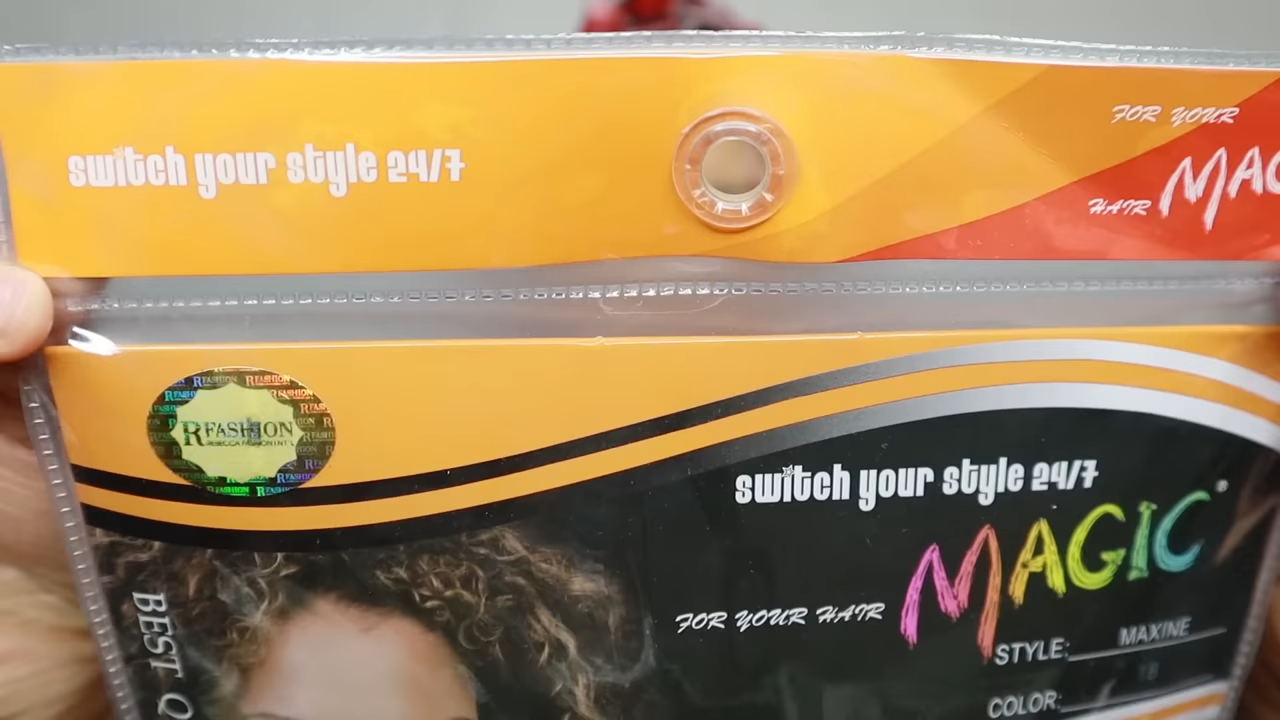 switch your style 24/7
FOR YOUR
HAIR MAG
R FASHION
switch your style 24/7
FOR YOUR HAIR MAGIC®
STYLE: MAXINE
COLOR:
BEST Q